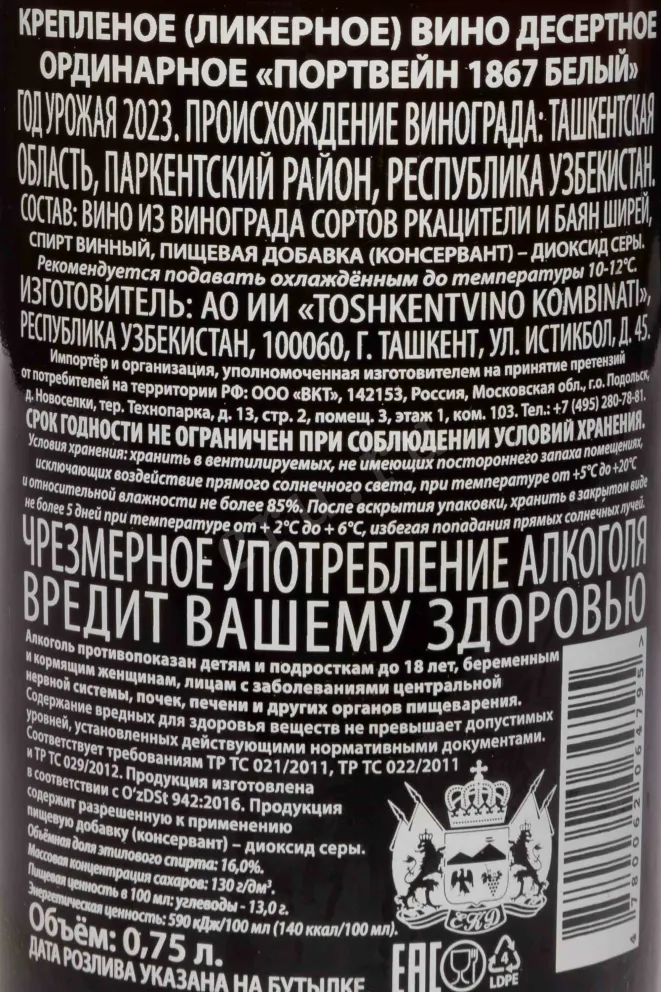 КРЕПЛЕНОЕ (ЛИКЕРНОЕ) ВИНО ДЕСЕРТНОЕ
ОРДИНАРНОЕ «ПОРТВЕЙН 1867 БЕЛЫЙ»
ГОД УРОЖАЯ 2023. ПРОИСХОЖДЕНИЕ ВИНОГРАДА: ТАШКЕНТСКАЯ
ОБЛАСТЬ, ПАРКЕНТСКИЙ РАЙОН, РЕСПУБЛИКА УЗБЕКИСТАН.
СОСТАВ: ВИНО ИЗ ВИНОГРАДА СОРТОВ РКАЦИТЕЛИ И БАЯН ШИРЕЙ,
СПИРТ ВИННЫЙ, ПИЩЕВАЯ ДОБАВКА (КОНСЕРВАНТ) – ДИОКСИД СЕРЫ.
Рекомендуется подавать охлаждённым до температуры 10-12°С.
ИЗГОТОВИТЕЛЬ: АО ИИ «TOSHKENTVINO KOMBINATI»,
РЕСПУБЛИКА УЗБЕКИСТАН, 100060, Г. ТАШКЕНТ, УЛ. ИСТИКБОЛ, Д. 45.
Импортёр и организация, уполномоченная изготовителем на принятие претензий
от потребителей на территории РФ: ООО «ВКТ», 142153, Россия, Московская обл., г.о. Подольск,
д. Новоселки, тер. Технопарка, д. 13, стр. 2, помещ. 3, этаж 1, ком. 103. Тел.: +7 (495) 280-78-81.
СРОК ГОДНОСТИ НЕ ОГРАНИЧЕН ПРИ СОБЛЮДЕНИИ УСЛОВИЙ ХРАНЕНИЯ.
Условия хранения: хранить в вентилируемых, не имеющих постороннего запаха помещениях,
исключающих воздействие прямого солнечного света, при температуре от +5°С до +20°С
и относительной влажности не более 85%. После вскрытия упаковки, хранить в закрытом виде
не более 5 дней при температуре от + 2°С до + 6°С, избегая попадания прямых солнечных лучей.
ЧРЕЗМЕРНОЕ УПОТРЕБЛЕНИЕ АЛКОГОЛЯ
ВРЕДИТ ВАШЕМУ ЗДОРОВЬЮ
Алкоголь противопоказан детям и подросткам до 18 лет, беременным
и кормящим женщинам, лицам с заболеваниями центральной
нервной системы, почек, печени и других органов пищеварения.
Содержание вредных для здоровья веществ не превышает допустимых
уровней, установленных действующими нормативными документами.
Соответствует требованиям ТР ТС 021/2011, ТР ТС 022/2011
и ТР ТС 029/2012. Продукция изготовлена
в соответствии с O‘zDSt 942:2016. Продукция
содержит разрешенную к применению
пищевую добавку (консервант) – диоксид серы.
Объёмная доля этилового спирта: 16,0%.
Массовая концентрация сахаров: 130 г/дм³.
Пищевая ценность в 100 мл: углеводы - 13,0 г.
Энергетическая ценность: 590 кДж/100 мл (140 ккал/100 мл).
Объём: 0,75 л.
ДАТА РОЗЛИВА УКАЗАНА НА БУТЫЛКЕ
ЕКД
EAC
4
LDPE
4 780062 064795 >
cru.ru